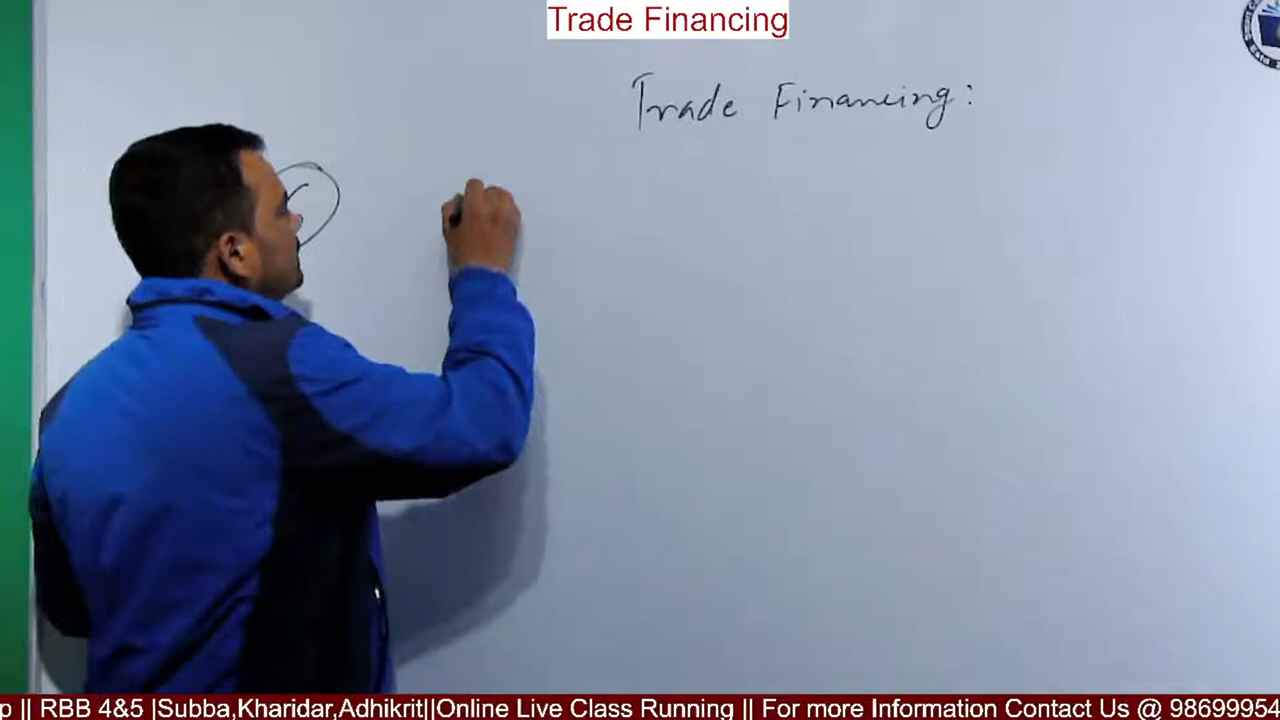 Trade Financing
Trade Financing:
p || RBB 4&5 |Subba,Kharidar,Adhikrit||Online Live Class Running || For more Information Contact Us @ 98699954